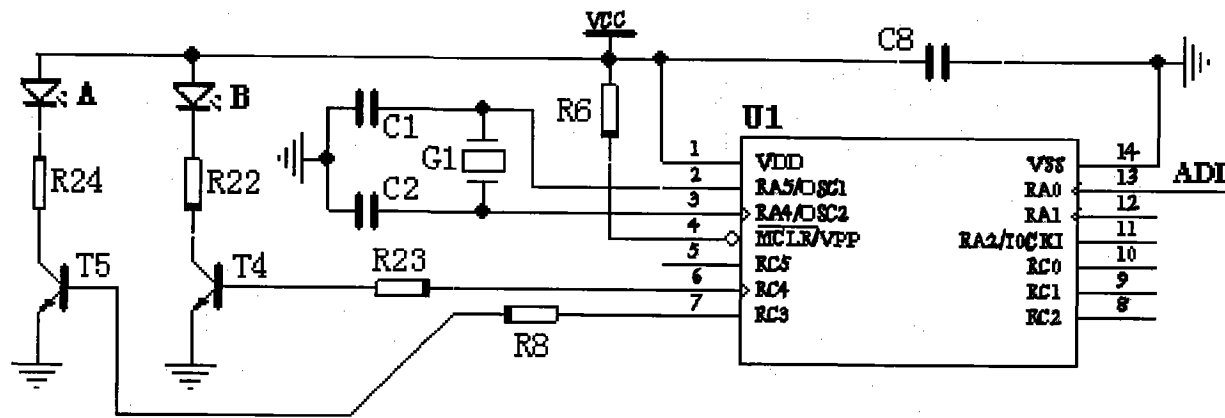 VCC
C8
A
B
R6
C1
U1
G1
R24
R22
C2
1 VDD VSS 14
2 RA5/OSC1 RA0 13 ADI
3 RA4/OSC2 RA1 12
4 MCLR/VPP RA2/T0CKI 11
5 RC5 RC0 10
6 RC4 RC1 9
7 RC3 RC2 8
T5
T4
R23
R8